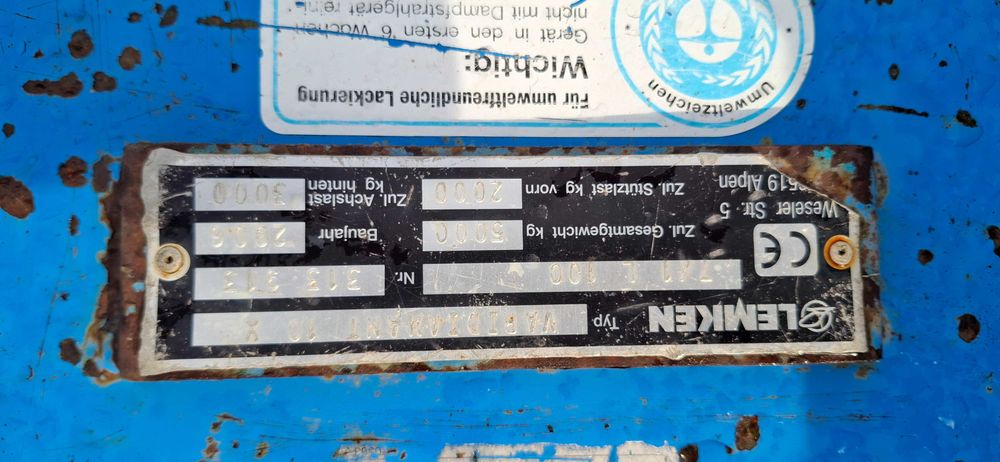 LEMKEN Typ VARIDIAMANT 10 X
L 100 Nr.
CE Zul. Gesamtgewicht kg 5000 Baujahr
Weseler Str. 5 Zul. Stützlast kg vorn 2000 Zul. Achslast kg hinten 3000
Alpen
Umweltzeichen
Für umweltfreundliche Lackierung
Wichtig:
Gerät in den ersten 6 Wochen
nicht mit Dampfstrahlgerät